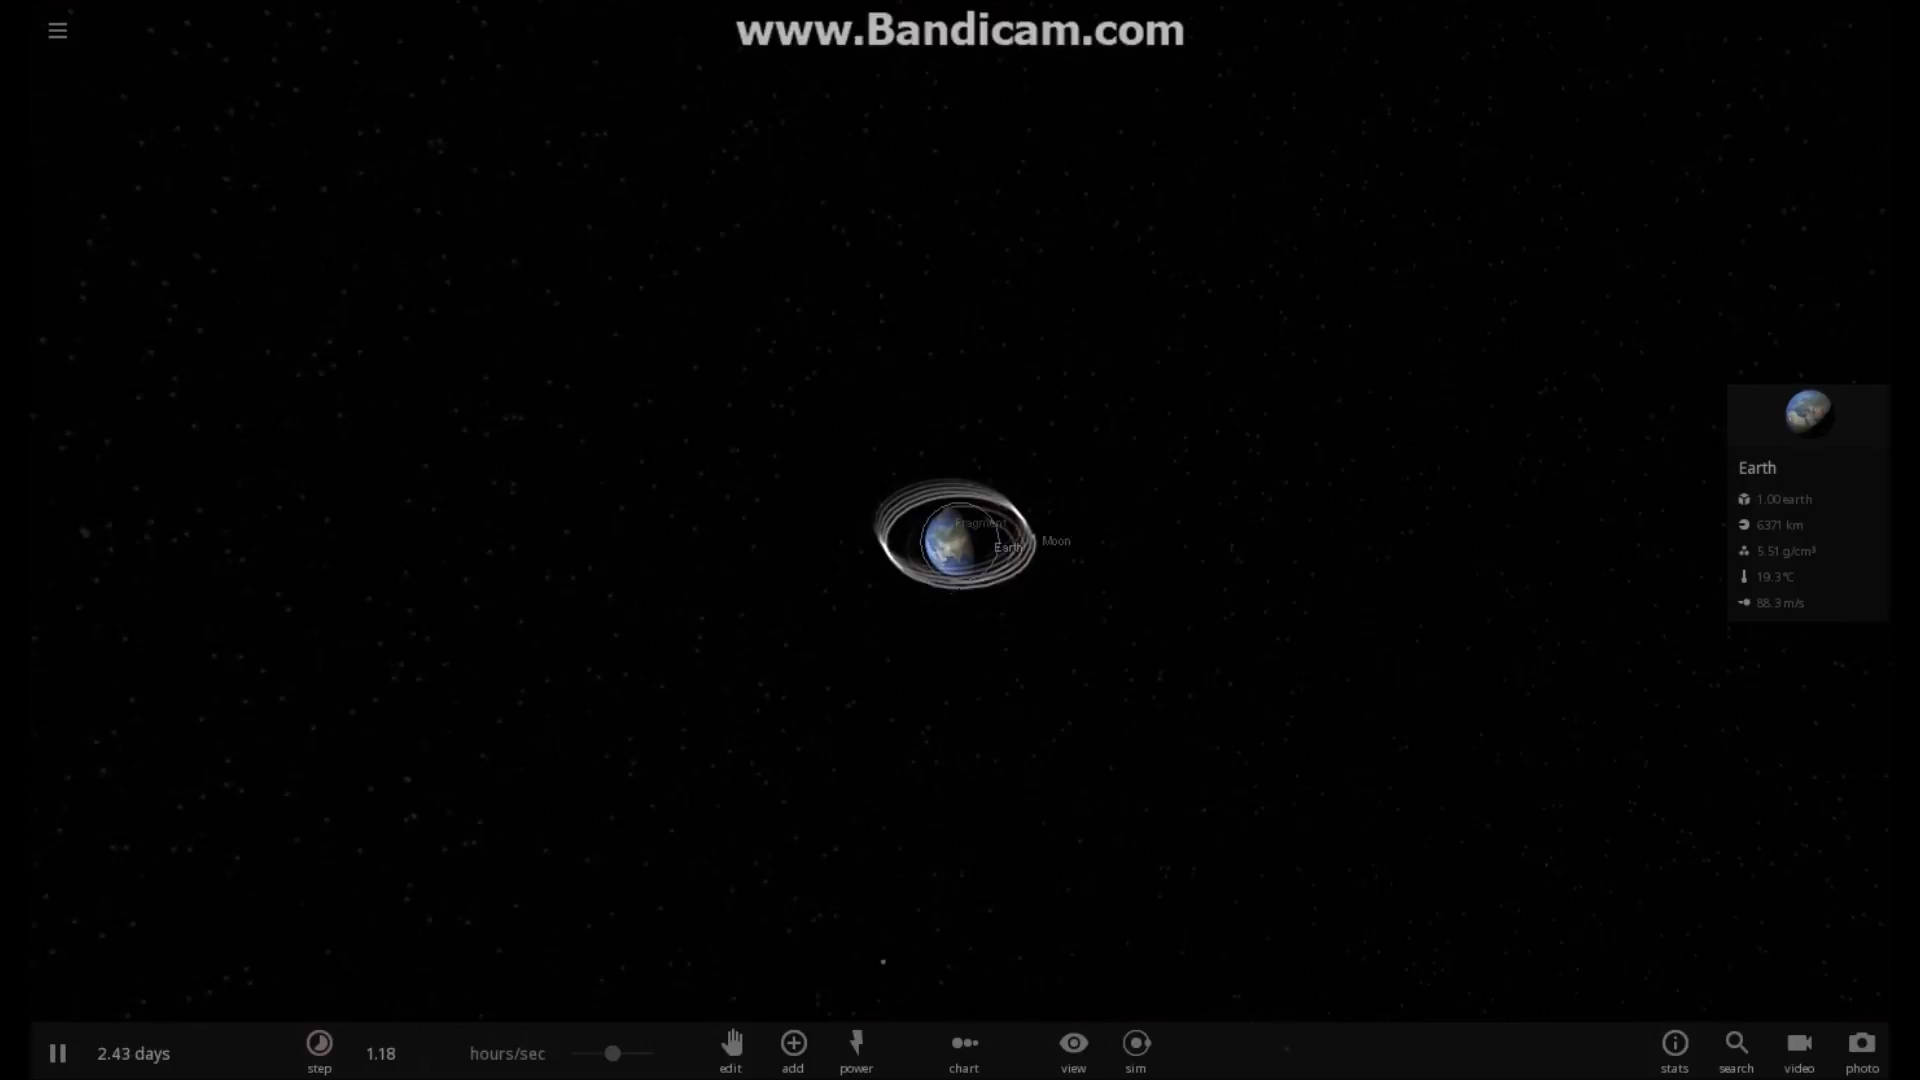 www.Bandicam.com
Fragment
Earth
Moon
Earth
1.00 earth
6371 km
5.51 g/cm³
19.3 °C
88.3 m/s
2.43 days
step
1.18
hours/sec
edit
add
power
chart
view
sim
stats
search
video
photo